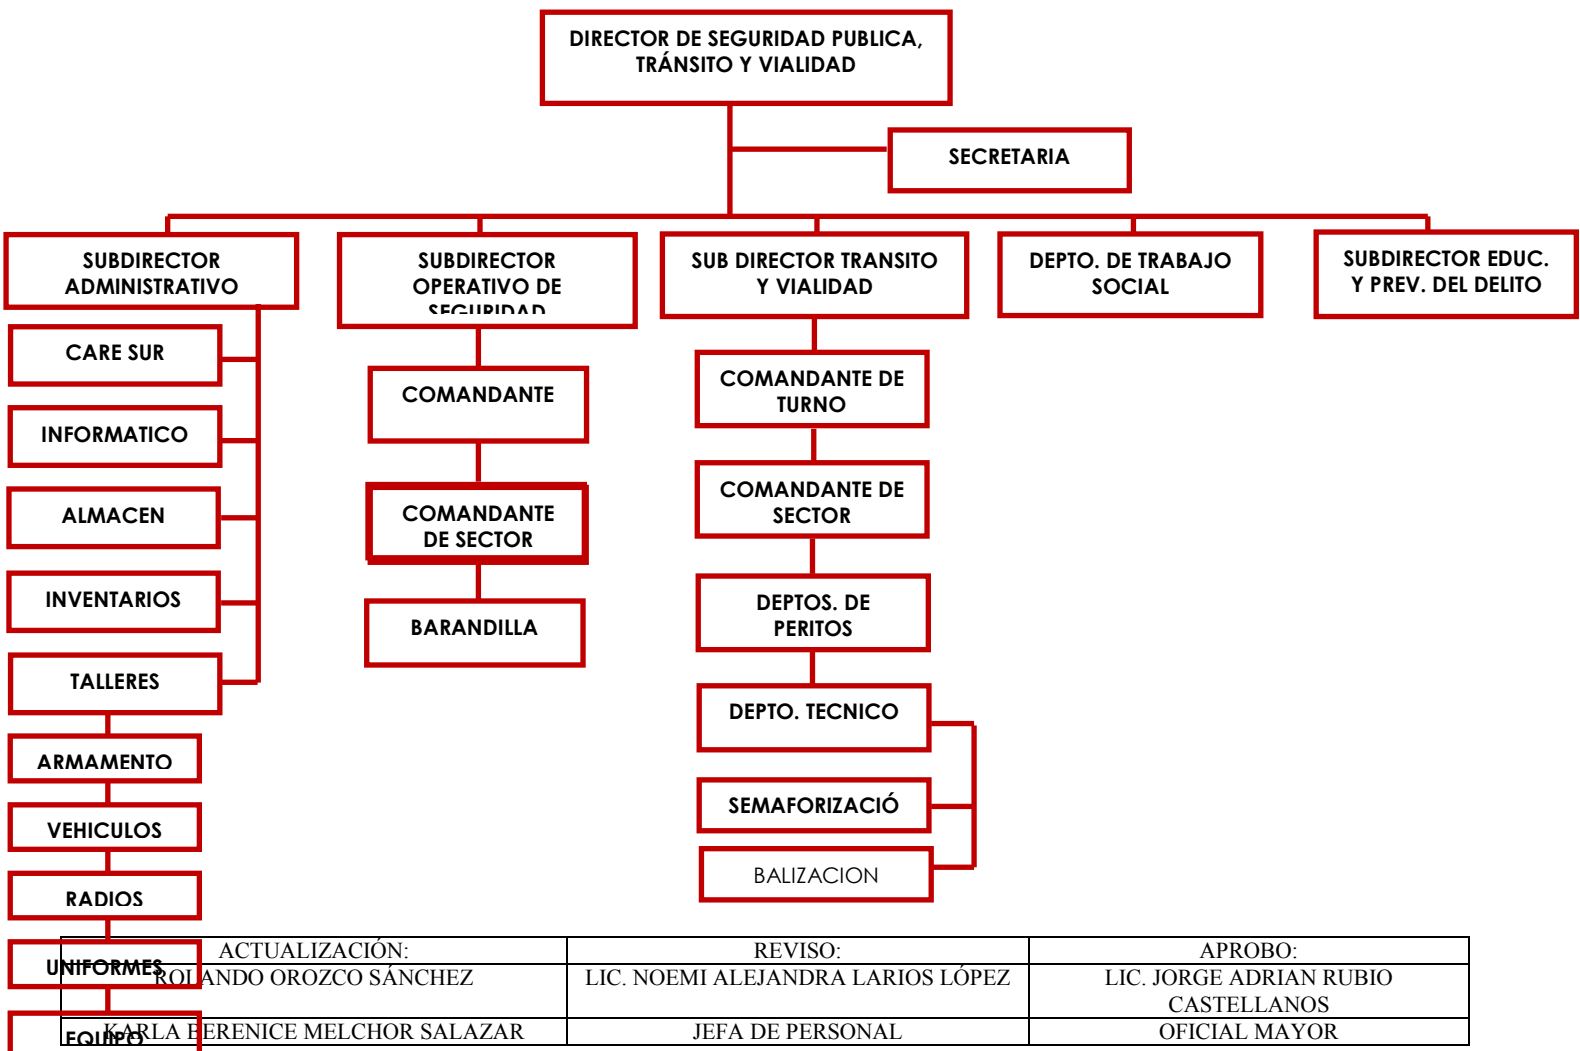 DIRECTOR DE SEGURIDAD PUBLICA,
TRÁNSITO Y VIALIDAD
SECRETARIA
SUBDIRECTOR
ADMINISTRATIVO
SUBDIRECTOR
OPERATIVO DE
SEGURIDAD
SUB DIRECTOR TRANSITO
Y VIALIDAD
DEPTO. DE TRABAJO
SOCIAL
SUBDIRECTOR EDUC.
Y PREV. DEL DELITO
CARE SUR
INFORMATICO
ALMACEN
INVENTARIOS
TALLERES
ARMAMENTO
VEHICULOS
RADIOS
UNIFORMES
EQUIPO
COMANDANTE
COMANDANTE
DE SECTOR
BARANDILLA
COMANDANTE DE
TURNO
COMANDANTE DE
SECTOR
DEPTOS. DE
PERITOS
DEPTO. TECNICO
SEMAFORIZACIÓ
BALIZACION
ACTUALIZACIÓN: REVISO: APROBO:
ROLANDO OROZCO SÁNCHEZ LIC. NOEMI ALEJANDRA LARIOS LÓPEZ LIC. JORGE ADRIAN RUBIO
CASTELLANOS
KARLA BERENICE MELCHOR SALAZAR JEFA DE PERSONAL OFICIAL MAYOR